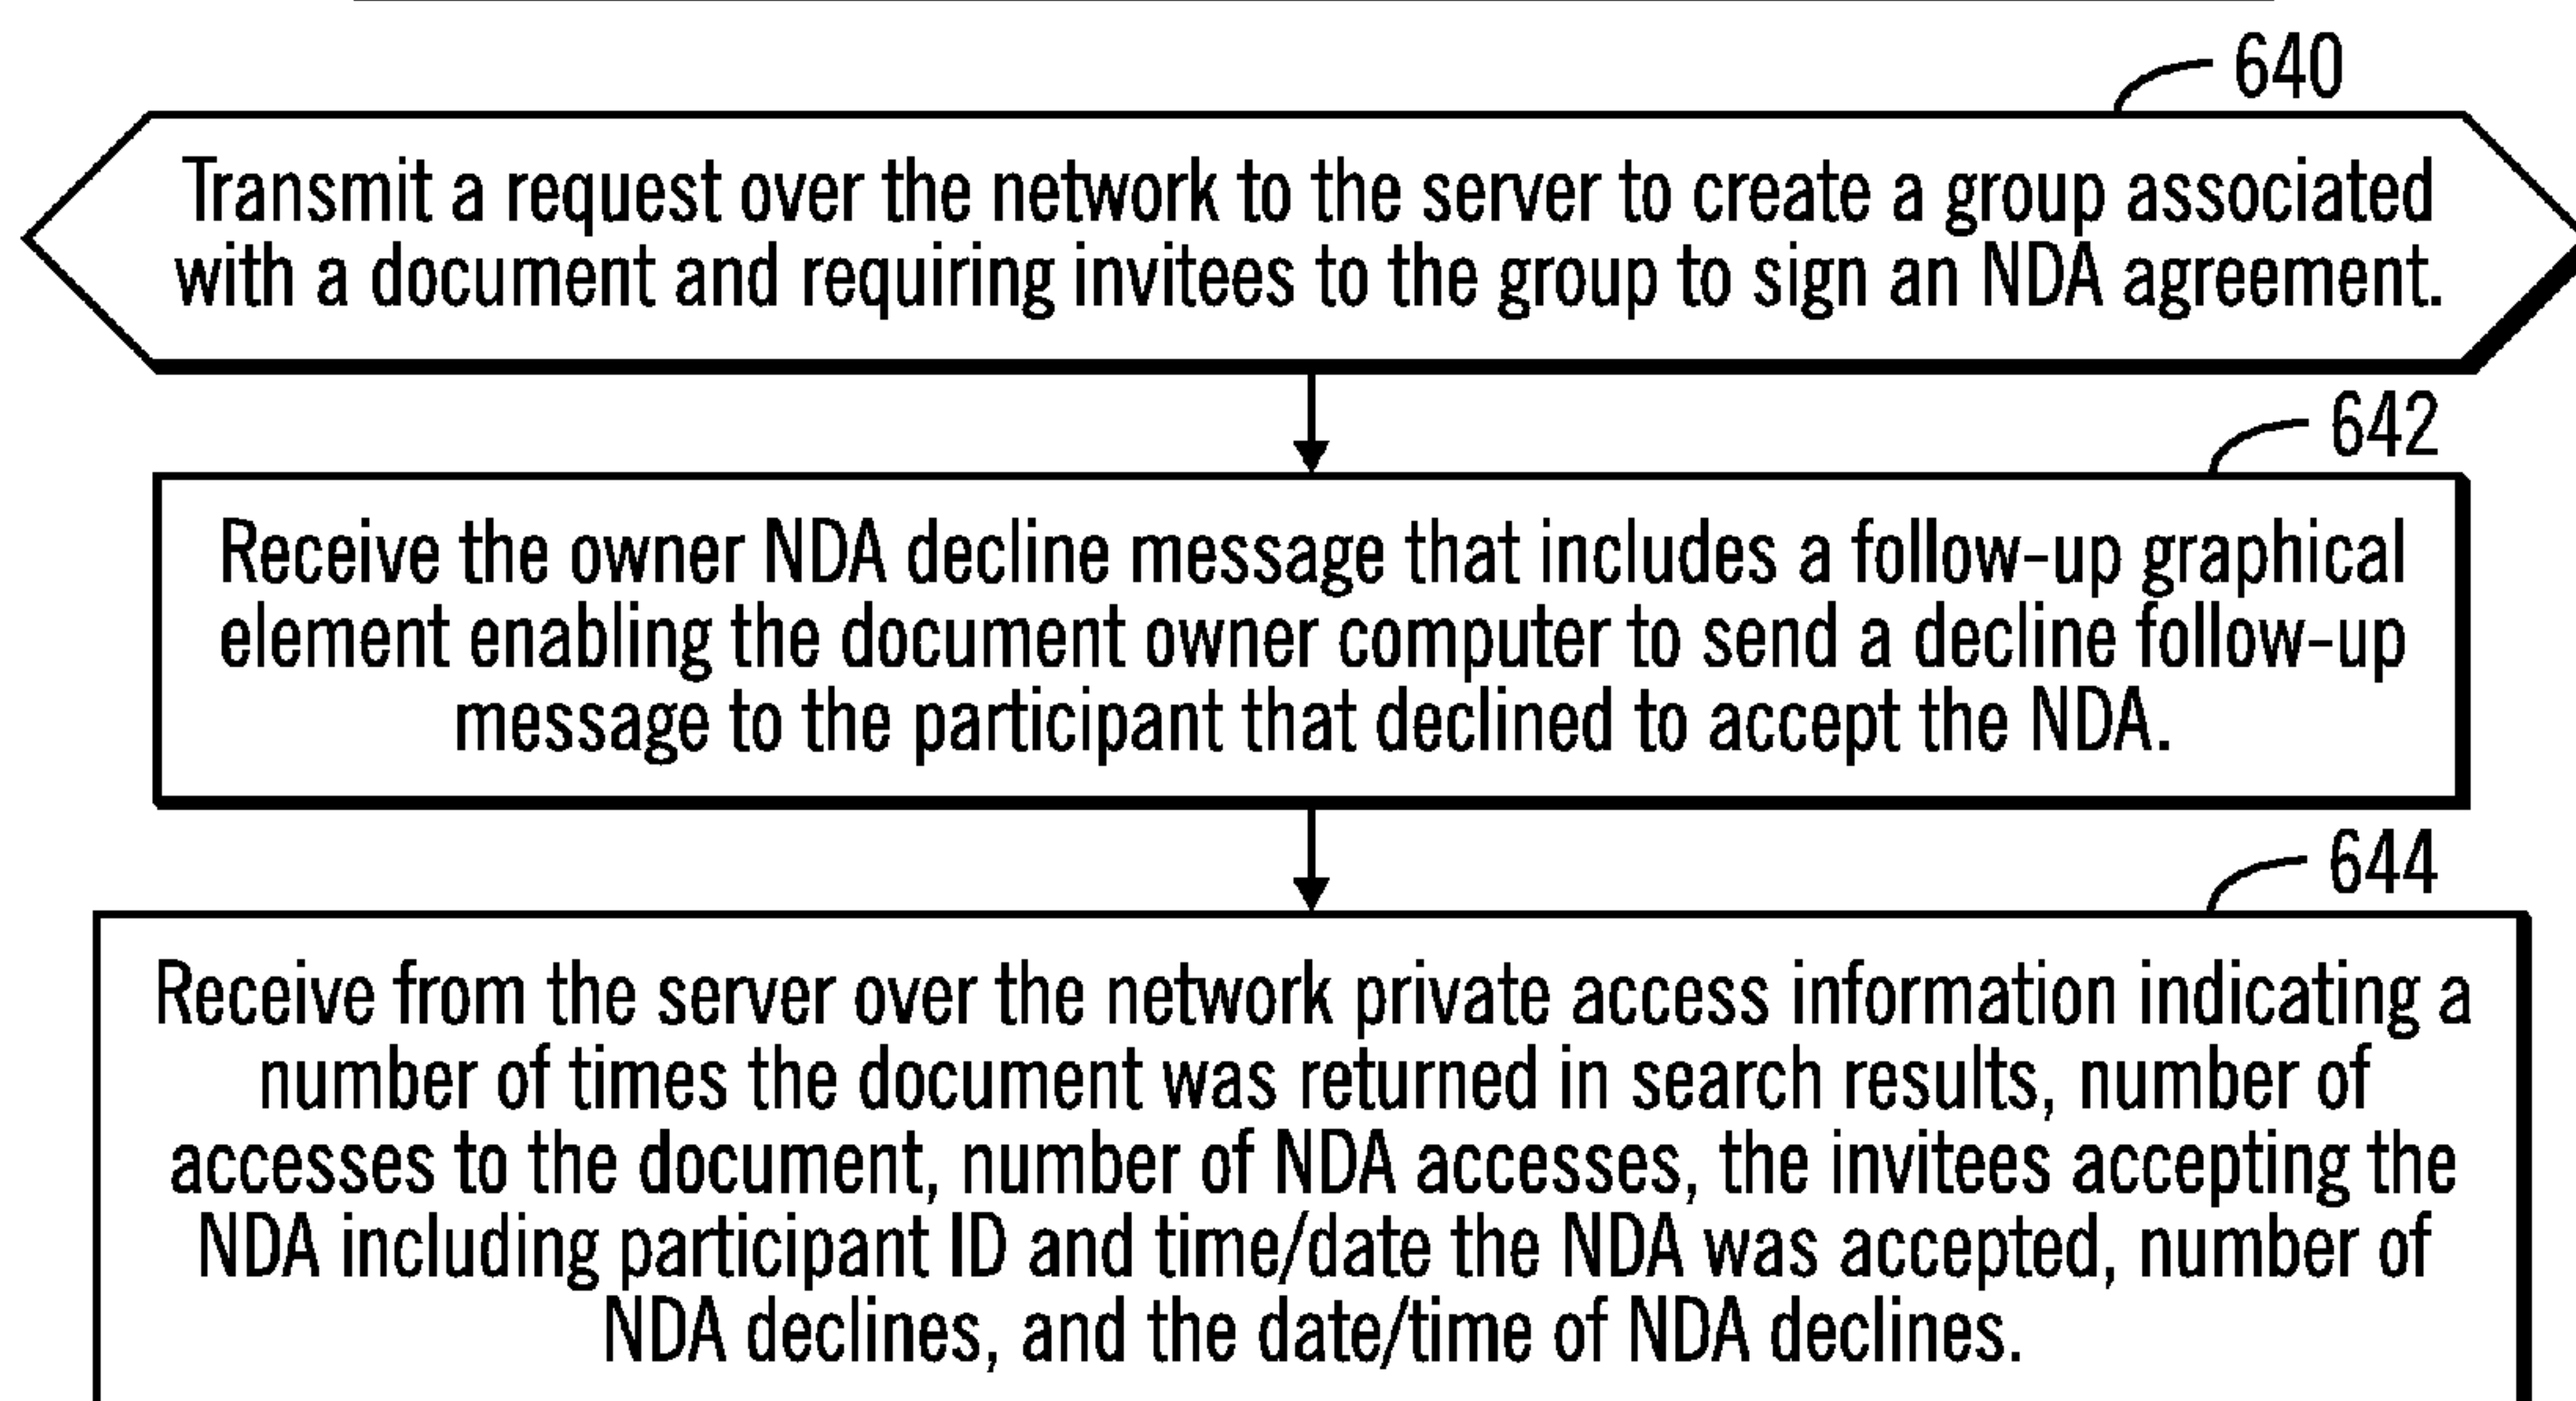 640
Transmit a request over the network to the server to create a group associated
with a document and requiring invitees to the group to sign an NDA agreement.
642
Receive the owner NDA decline message that includes a follow-up graphical
element enabling the document owner computer to send a decline follow-up
message to the participant that declined to accept the NDA.
644
Receive from the server over the network private access information indicating a
number of times the document was returned in search results, number of
accesses to the document, number of NDA accesses, the invitees accepting the
NDA including participant ID and time/date the NDA was accepted, number of
NDA declines, and the date/time of NDA declines.